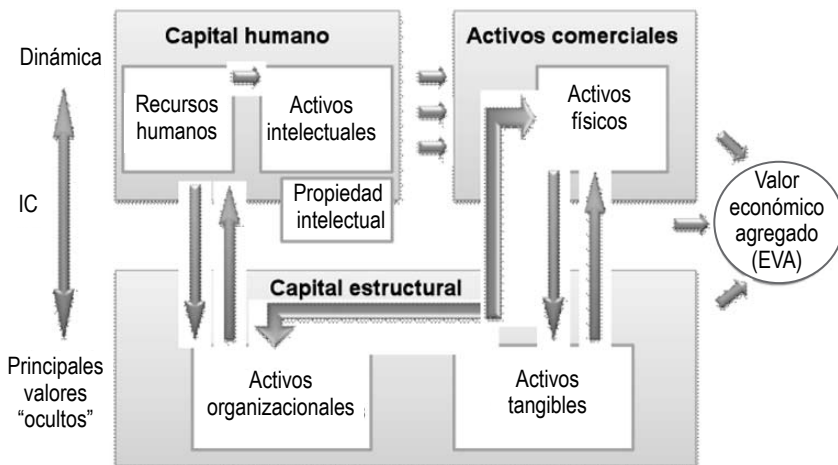 Capital humano
Activos comerciales
Dinámica
Recursos
humanos
Activos
intelectuales
Activos
físicos
Propiedad
intelectual
IC
Valor
económico
agregado
(EVA)
Capital estructural
Principales
valores
“ocultos”
Activos
organizacionales
Activos
tangibles